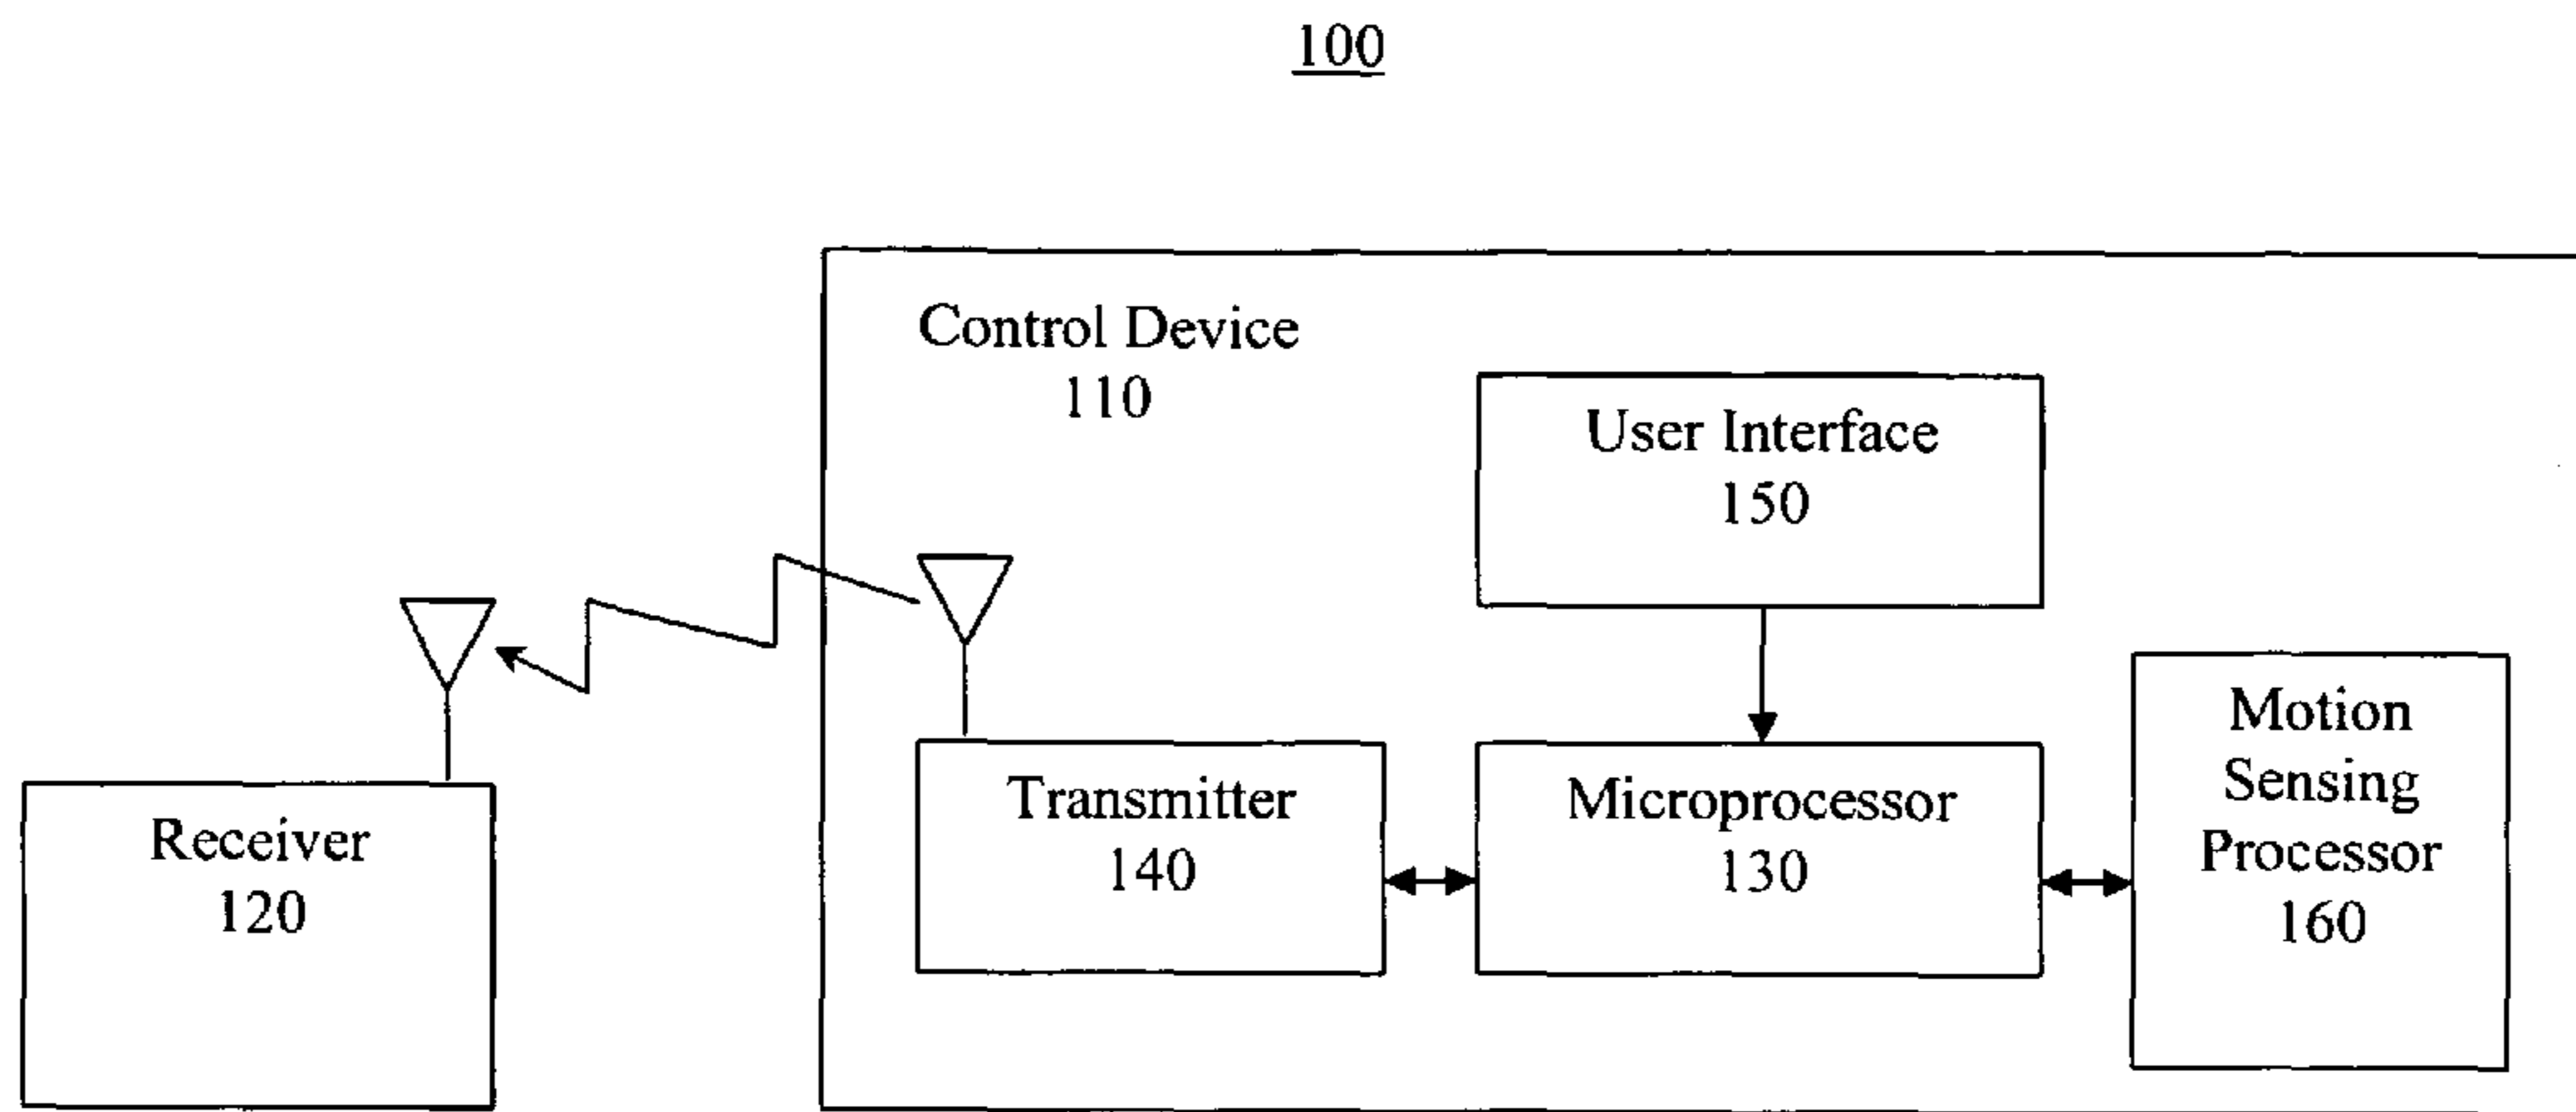 100
Control Device
110
User Interface
150
Transmitter
140
Microprocessor
130
Motion
Sensing
Processor
160
Receiver
120